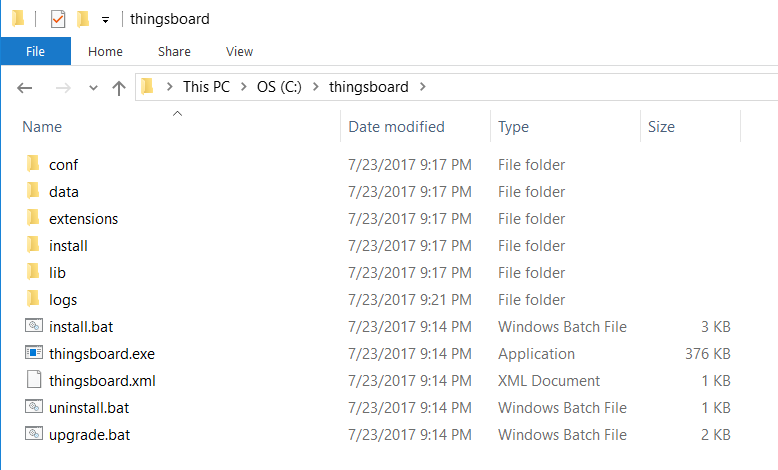 thingsboard
File Home Share View
This PC OS (C:) thingsboard
Name Date modified Type Size
conf 7/23/2017 9:17 PM File folder
data 7/23/2017 9:17 PM File folder
extensions 7/23/2017 9:17 PM File folder
install 7/23/2017 9:17 PM File folder
lib 7/23/2017 9:17 PM File folder
logs 7/23/2017 9:21 PM File folder
install.bat 7/23/2017 9:14 PM Windows Batch File 3 KB
thingsboard.exe 7/23/2017 9:14 PM Application 376 KB
thingsboard.xml 7/23/2017 9:14 PM XML Document 1 KB
uninstall.bat 7/23/2017 9:14 PM Windows Batch File 1 KB
upgrade.bat 7/23/2017 9:14 PM Windows Batch File 2 KB